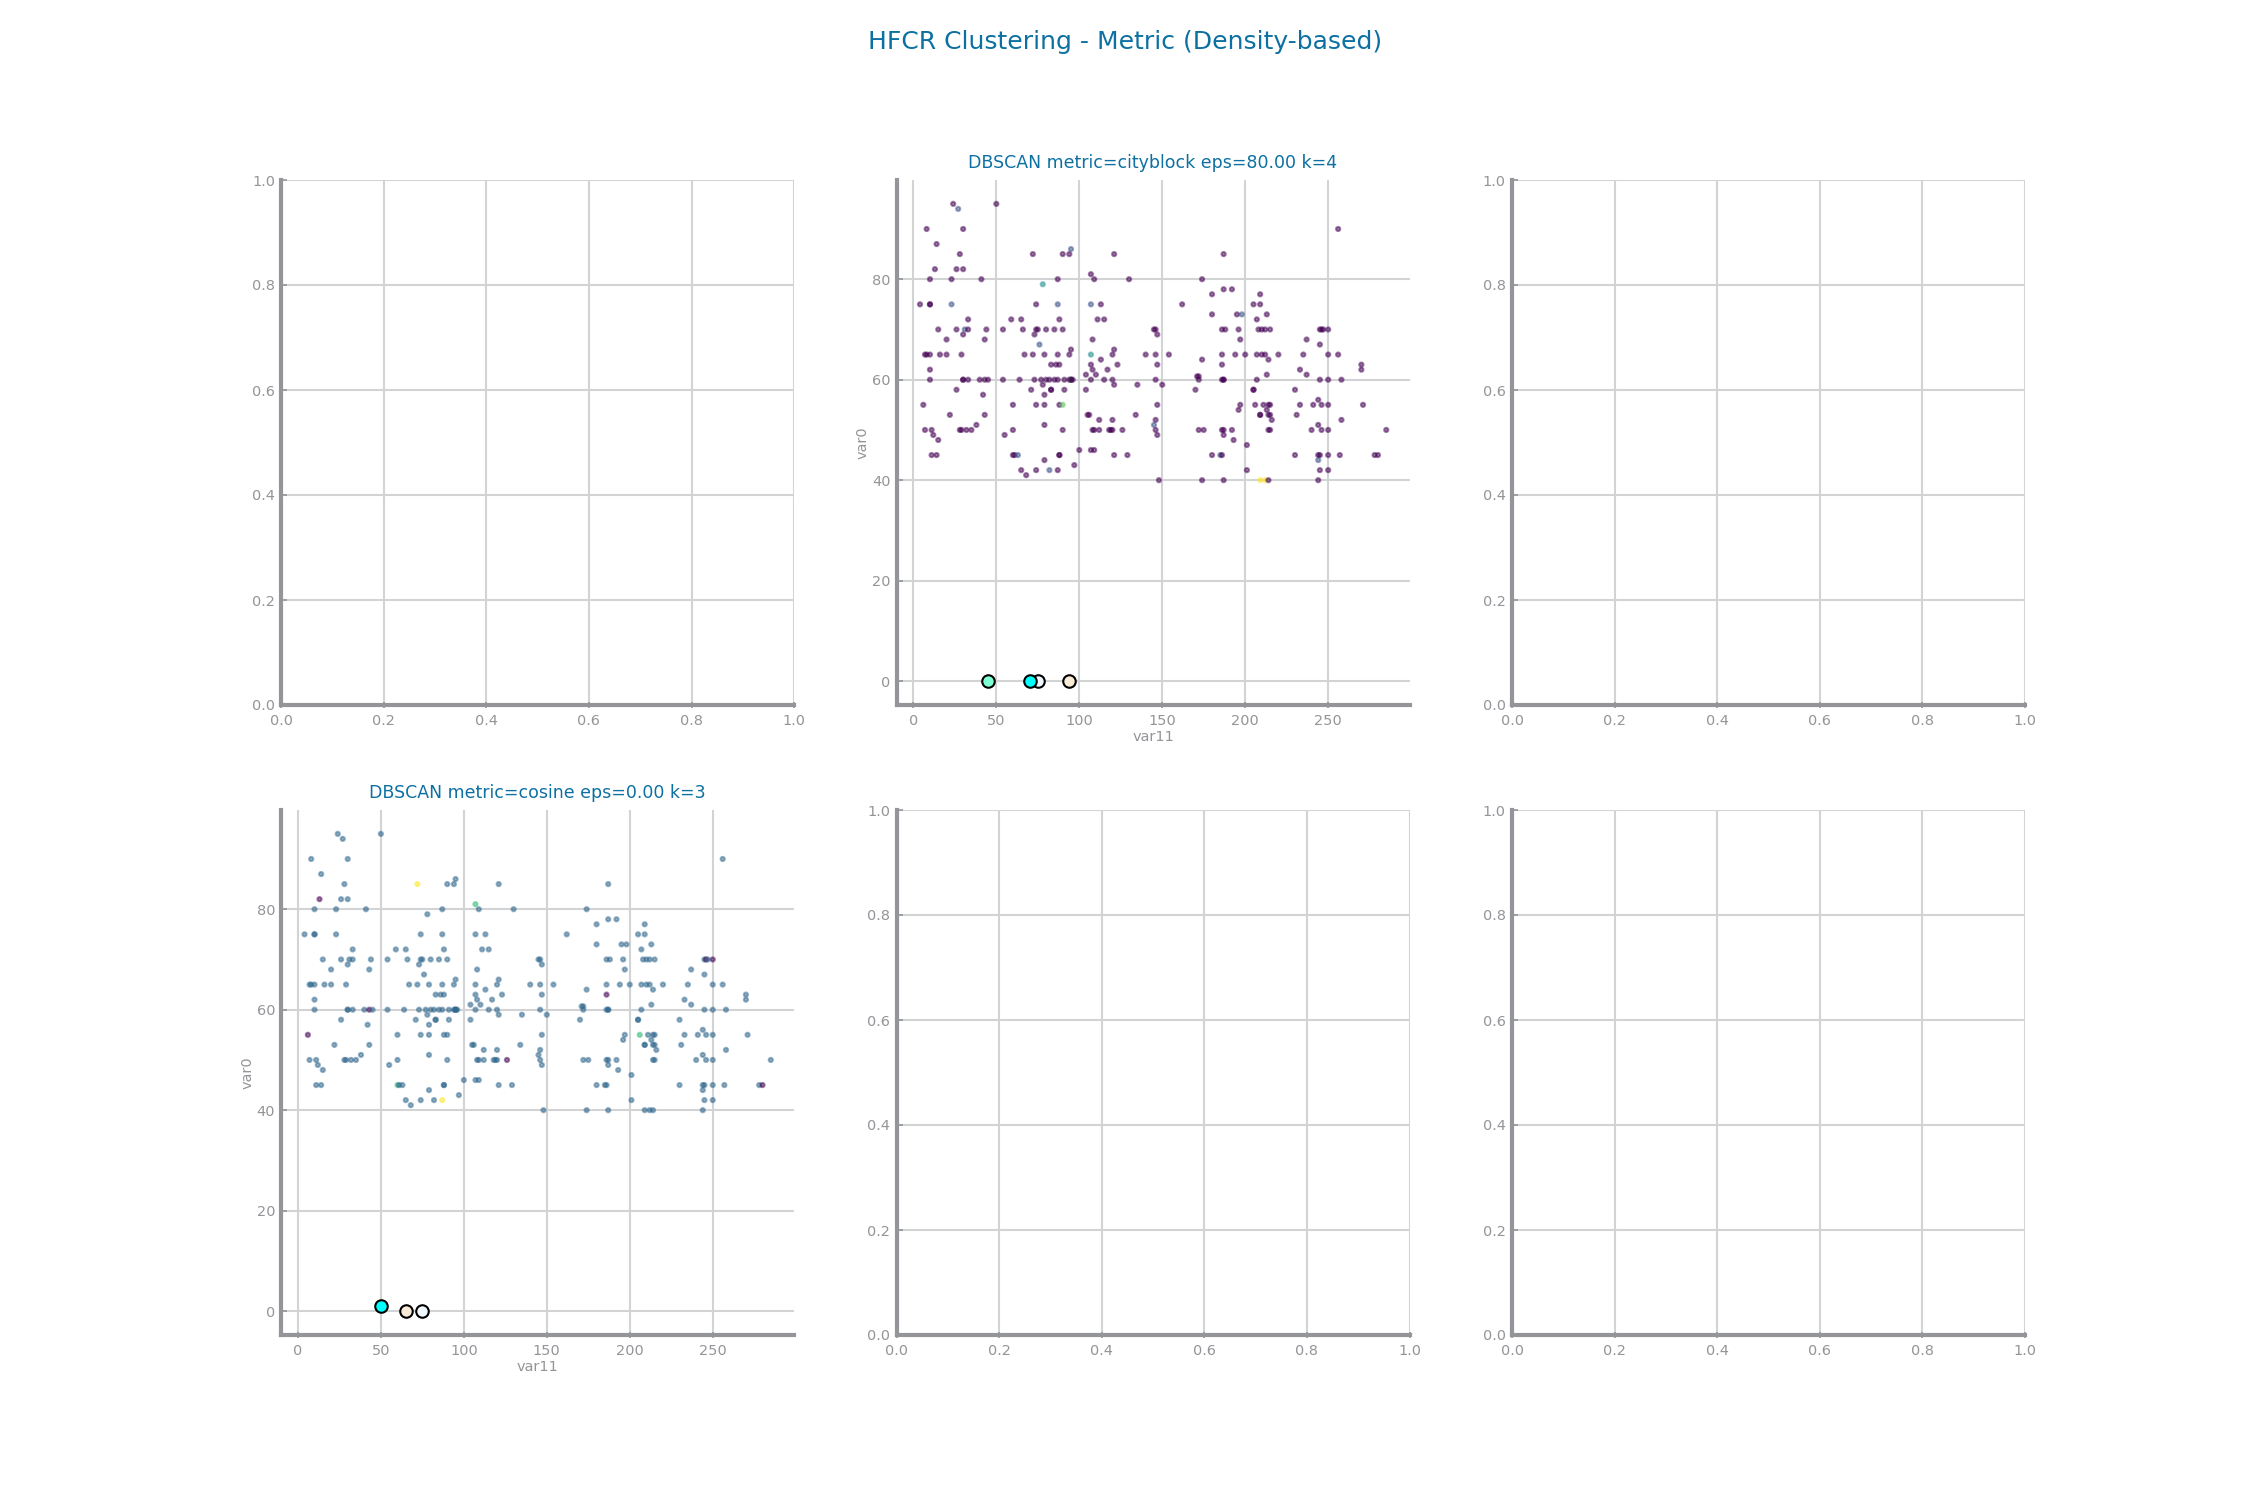 HFCR Clustering - Metric (Density-based)
1.0
0.8
0.6
0.4
0.2
0.0
0.0 0.2 0.4 0.6 0.8 1.0
DBSCAN metric=cityblock eps=80.00 k=4
var0
80
60
40
20
0
0 50 100 150 200 250
var11
1.0
0.8
0.6
0.4
0.2
0.0
0.0 0.2 0.4 0.6 0.8 1.0
DBSCAN metric=cosine eps=0.00 k=3
var0
80
60
40
20
0
0 50 100 150 200 250
var11
1.0
0.8
0.6
0.4
0.2
0.0
0.0 0.2 0.4 0.6 0.8 1.0
1.0
0.8
0.6
0.4
0.2
0.0
0.0 0.2 0.4 0.6 0.8 1.0